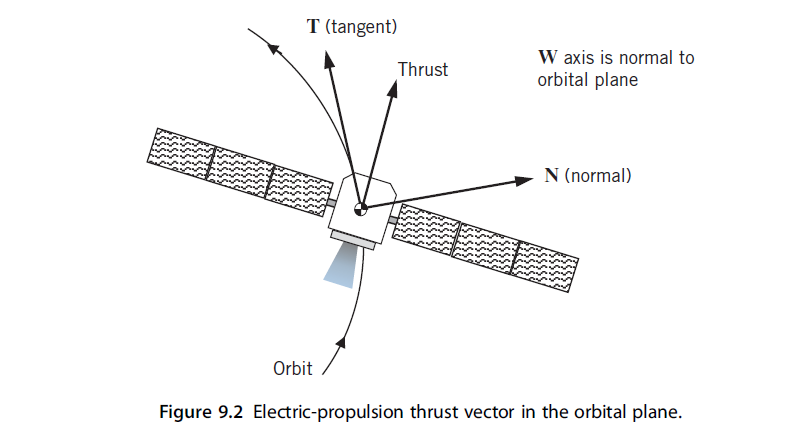 T (tangent)
Thrust
W axis is normal to
orbital plane
N (normal)
Orbit
Figure 9.2 Electric-propulsion thrust vector in the orbital plane.